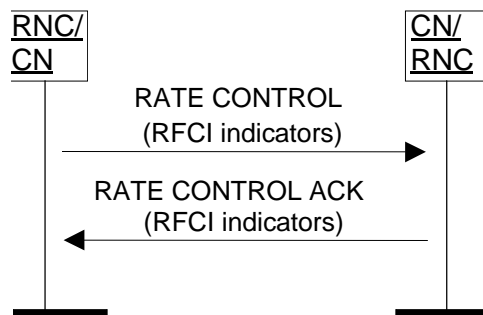 RNC/
CN
CN/
RNC
RATE CONTROL
(RFCI indicators)
RATE CONTROL ACK
(RFCI indicators)